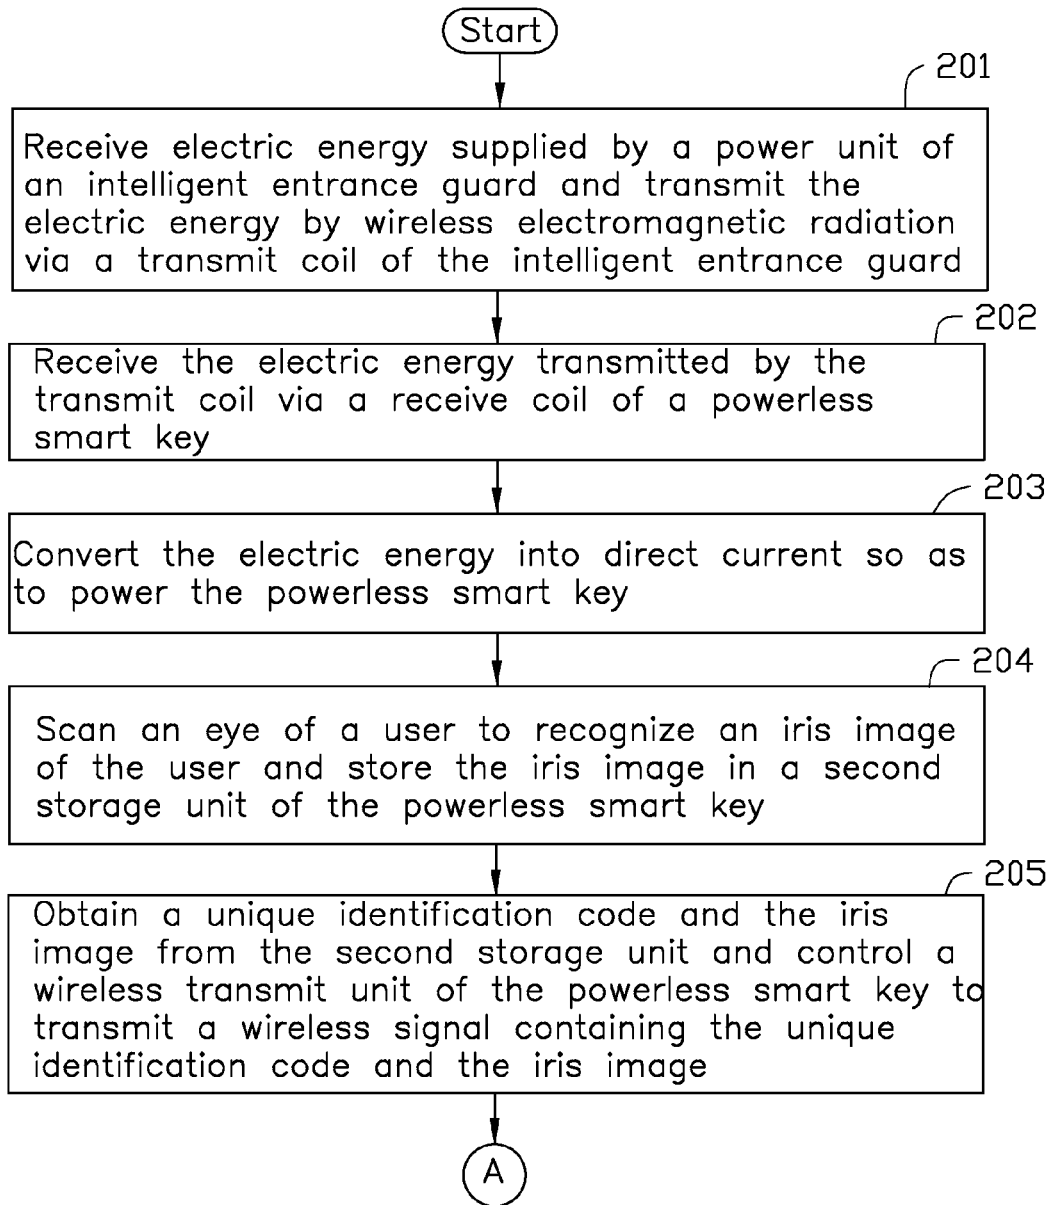 Start
201
Receive electric energy supplied by a power unit of
an intelligent entrance guard and transmit the
electric energy by wireless electromagnetic radiation
via a transmit coil of the intelligent entrance guard
202
Receive the electric energy transmitted by the
transmit coil via a receive coil of a powerless
smart key
203
Convert the electric energy into direct current so as
to power the powerless smart key
204
Scan an eye of a user to recognize an iris image
of the user and store the iris image in a second
storage unit of the powerless smart key
205
Obtain a unique identification code and the iris
image from the second storage unit and control a
wireless transmit unit of the powerless smart key to
transmit a wireless signal containing the unique
identification code and the iris image
A